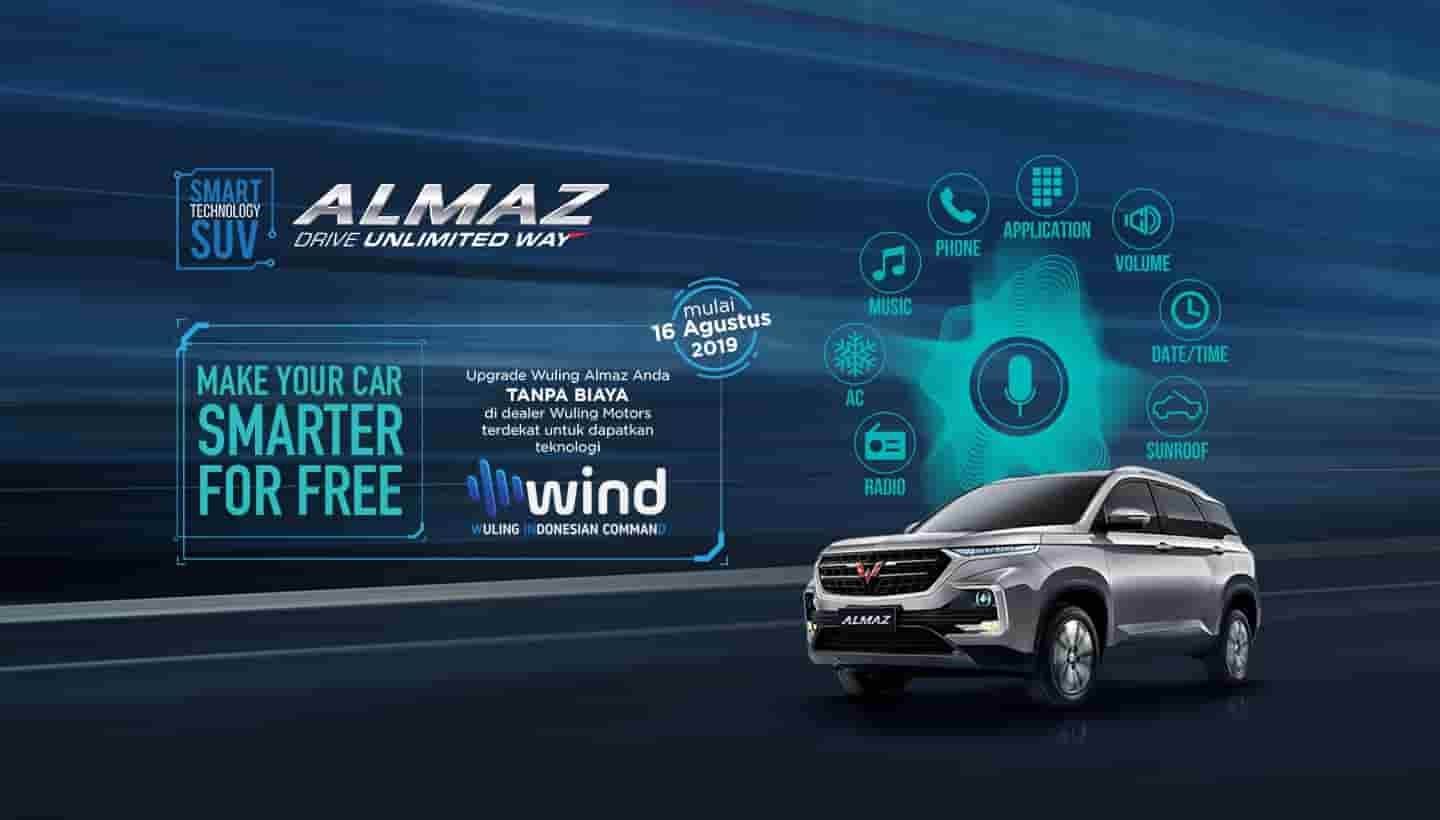 SMART
TECHNOLOGY
SUV
ALMAZ
DRIVE UNLIMITED WAY
mulai
16 Agustus
2019
MAKE YOUR CAR
SMARTER
FOR FREE
Upgrade Wuling Almaz Anda
TANPA BIAYA
di dealer Wuling Motors
terdekat untuk dapatkan
teknologi
wind
WULING INDONESIAN COMMAND
APPLICATION
PHONE
VOLUME
MUSIC
DATE/TIME
AC
SUNROOF
RADIO
ALMAZ